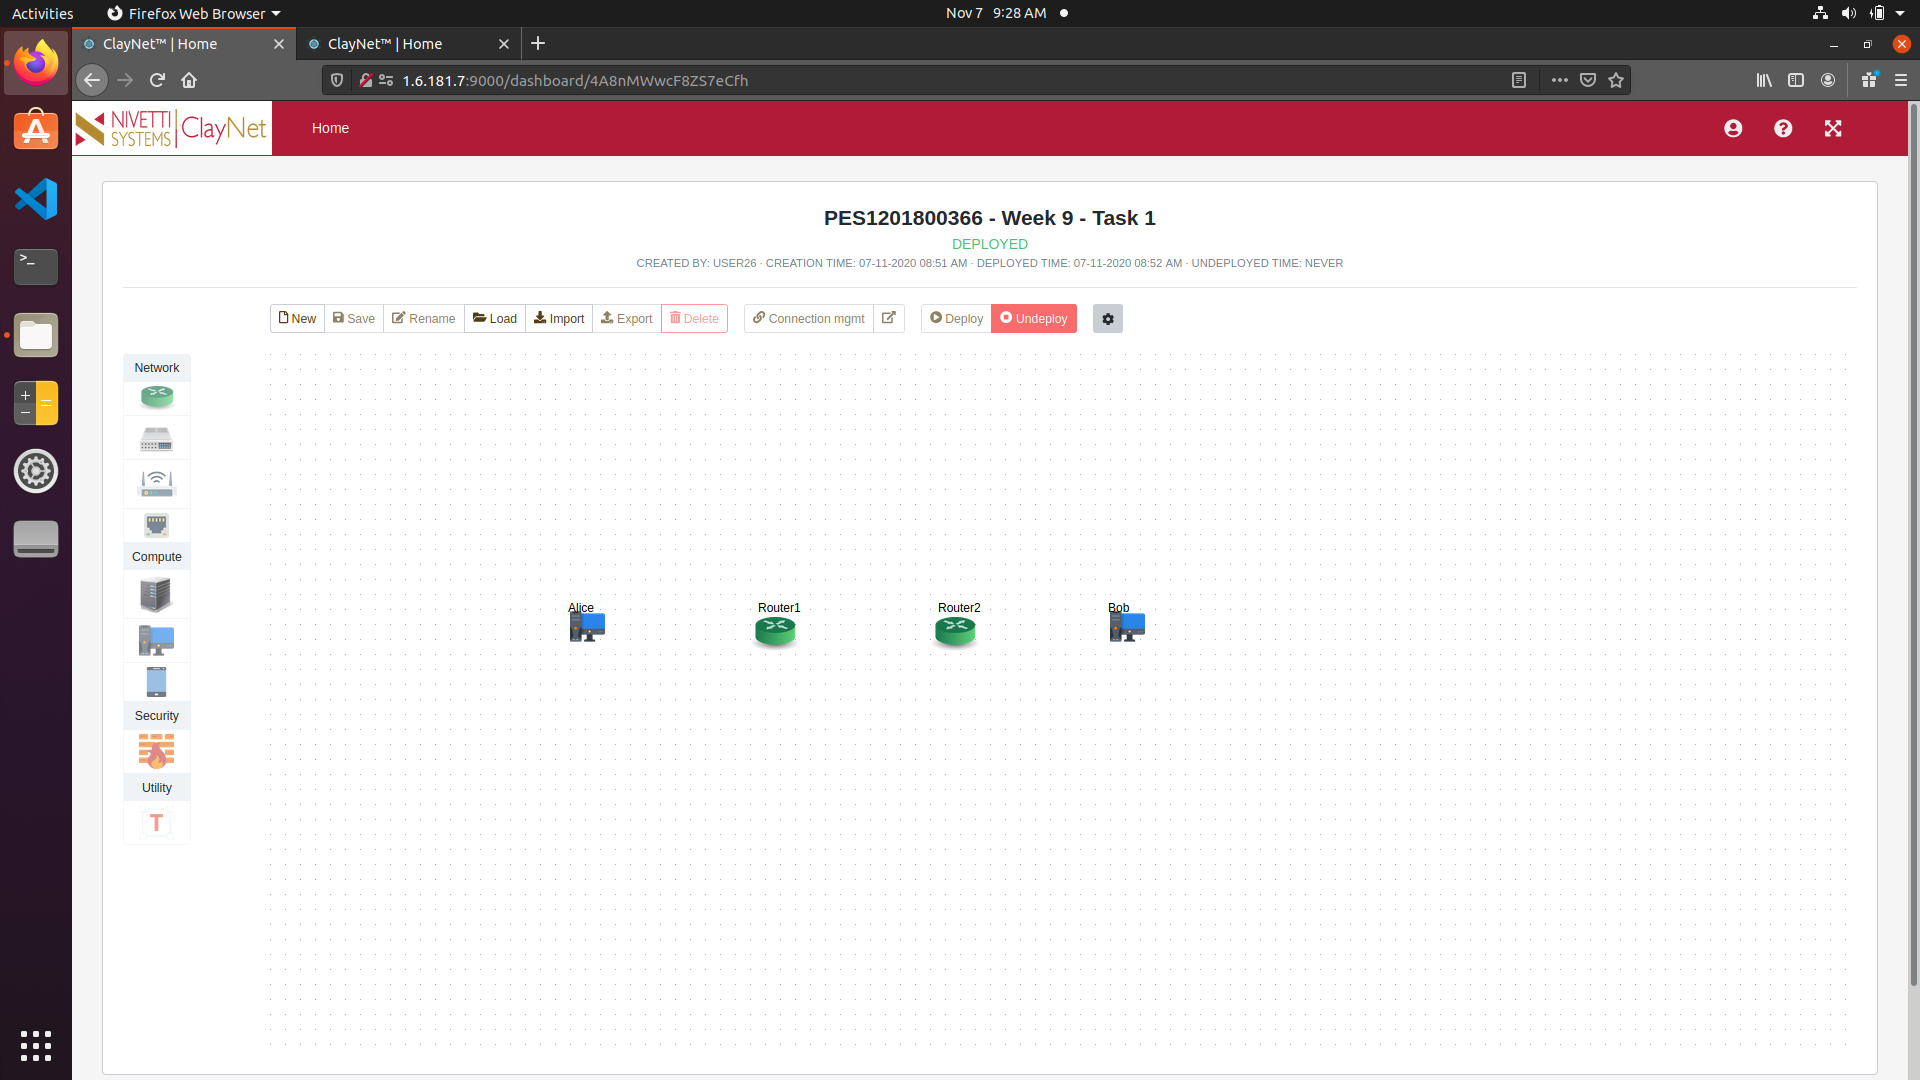 Activities Firefox Web Browser Nov 7 9:28 AM
ClayNet™ | Home ClayNet™ | Home
1.6.181.7:9000/dashboard/4A8nMWwcF8ZS7eCfh
NIVETTI SYSTEMS ClayNet Home
PES1201800366 - Week 9 - Task 1
DEPLOYED
CREATED BY: USER26 · CREATION TIME: 07-11-2020 08:51 AM · DEPLOYED TIME: 07-11-2020 08:52 AM · UNDEPLOYED TIME: NEVER
New Save Rename Load Import Export Delete Connection mgmt Deploy Undeploy
Network
Compute
Alice Router1 Router2 Bob
Security
Utility
T